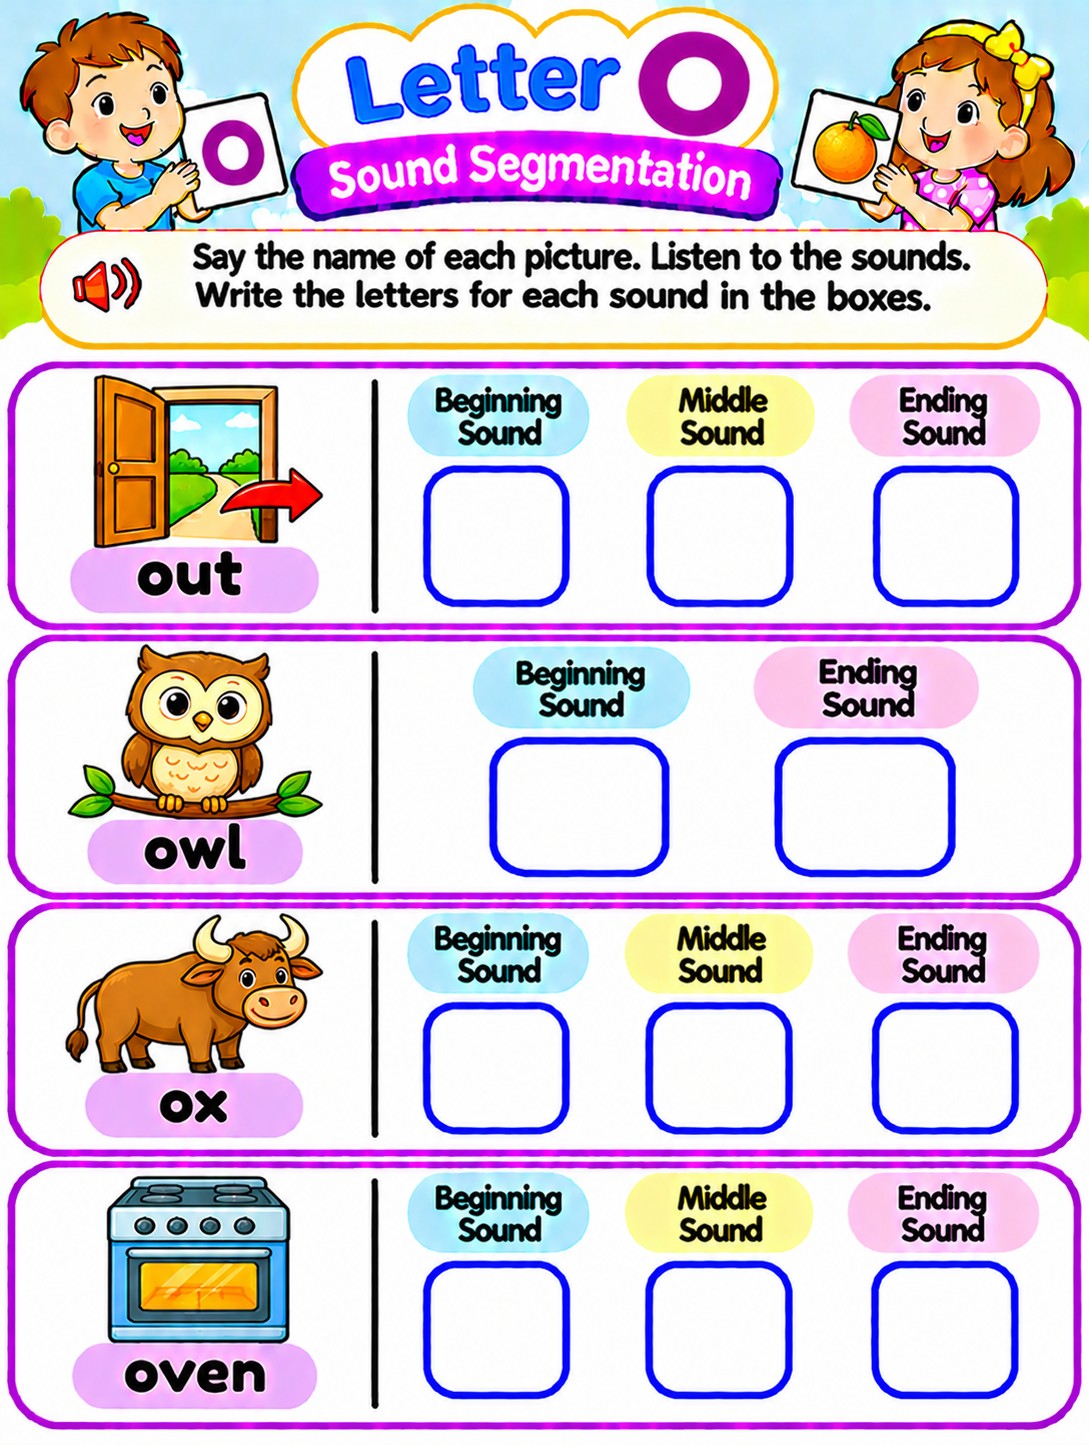 Letter O
Sound Segmentation
O
Say the name of each picture. Listen to the sounds.
Write the letters for each sound in the boxes.
Beginning Sound
Middle Sound
Ending Sound
out
Beginning Sound
Ending Sound
owl
Beginning Sound
Middle Sound
Ending Sound
ox
Beginning Sound
Middle Sound
Ending Sound
oven